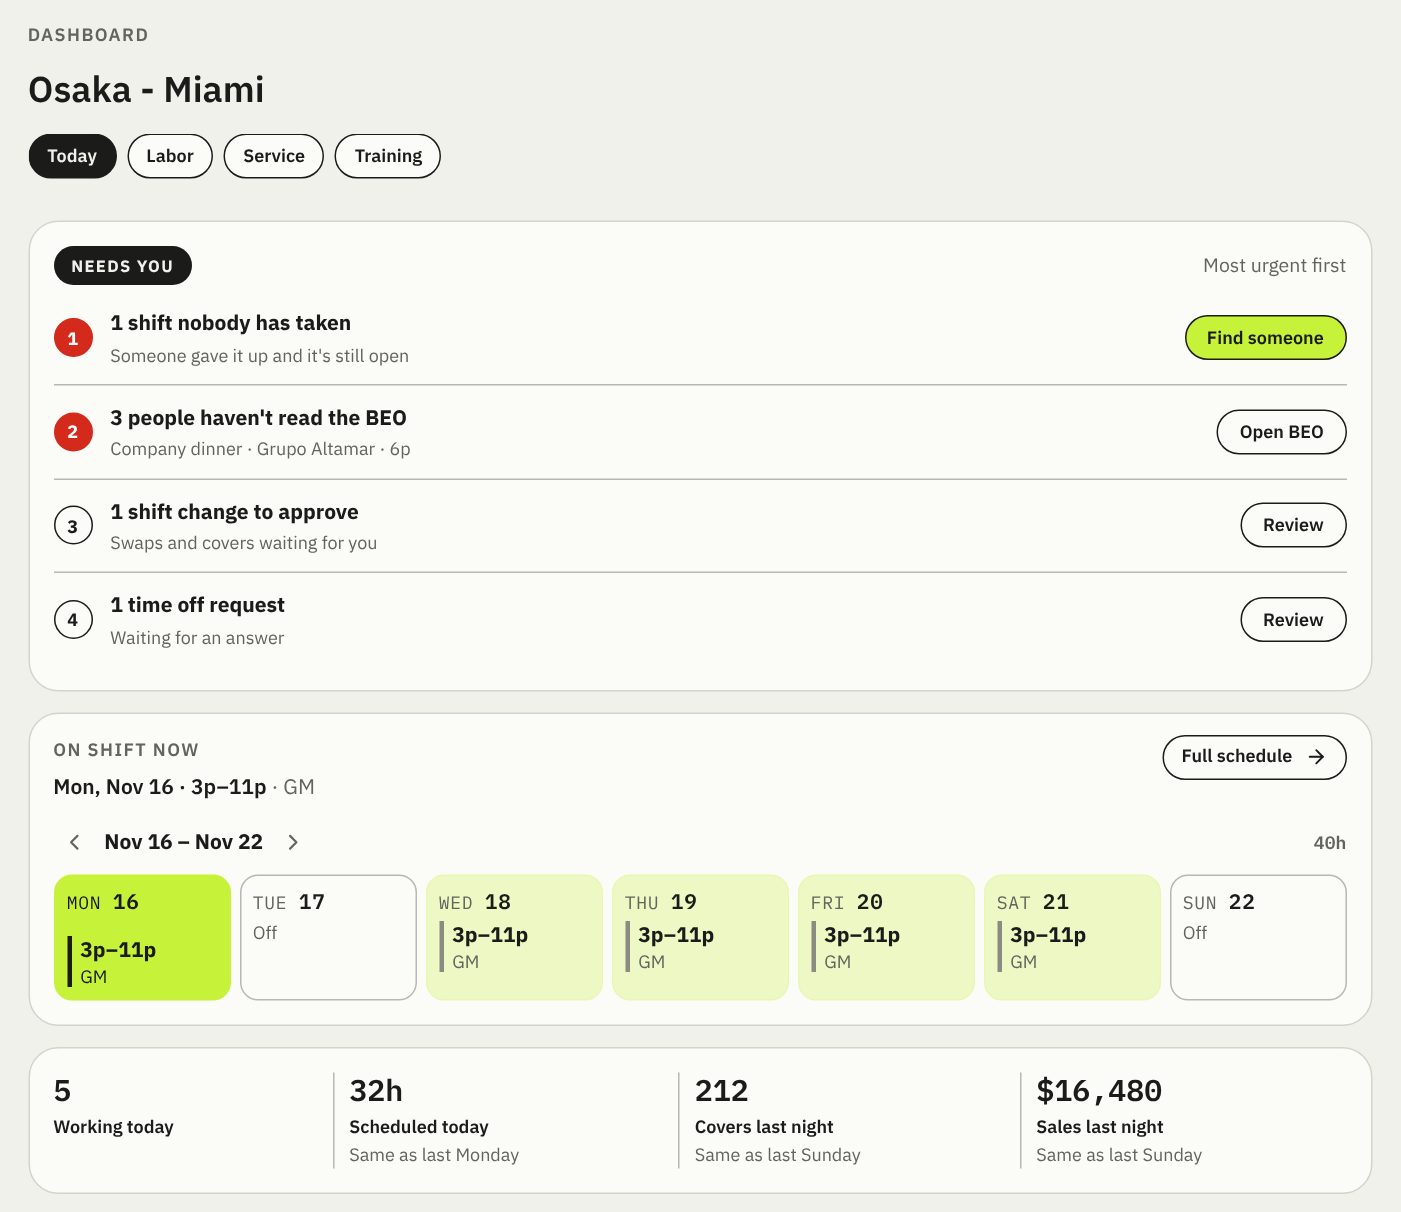 DASHBOARD
Osaka - Miami
Today
Labor
Service
Training
NEEDS YOU
Most urgent first
1
1 shift nobody has taken
Someone gave it up and it's still open
Find someone
2
3 people haven't read the BEO
Company dinner · Grupo Altamar · 6p
Open BEO
3
1 shift change to approve
Swaps and covers waiting for you
Review
4
1 time off request
Waiting for an answer
Review
ON SHIFT NOW
Mon, Nov 16 · 3p–11p · GM
Full schedule →
Nov 16 – Nov 22
40h
MON 16
3p–11p
GM
TUE 17
Off
WED 18
3p–11p
GM
THU 19
3p–11p
GM
FRI 20
3p–11p
GM
SAT 21
3p–11p
GM
SUN 22
Off
5
Working today
32h
Scheduled today
Same as last Monday
212
Covers last night
Same as last Sunday
$16,480
Sales last night
Same as last Sunday